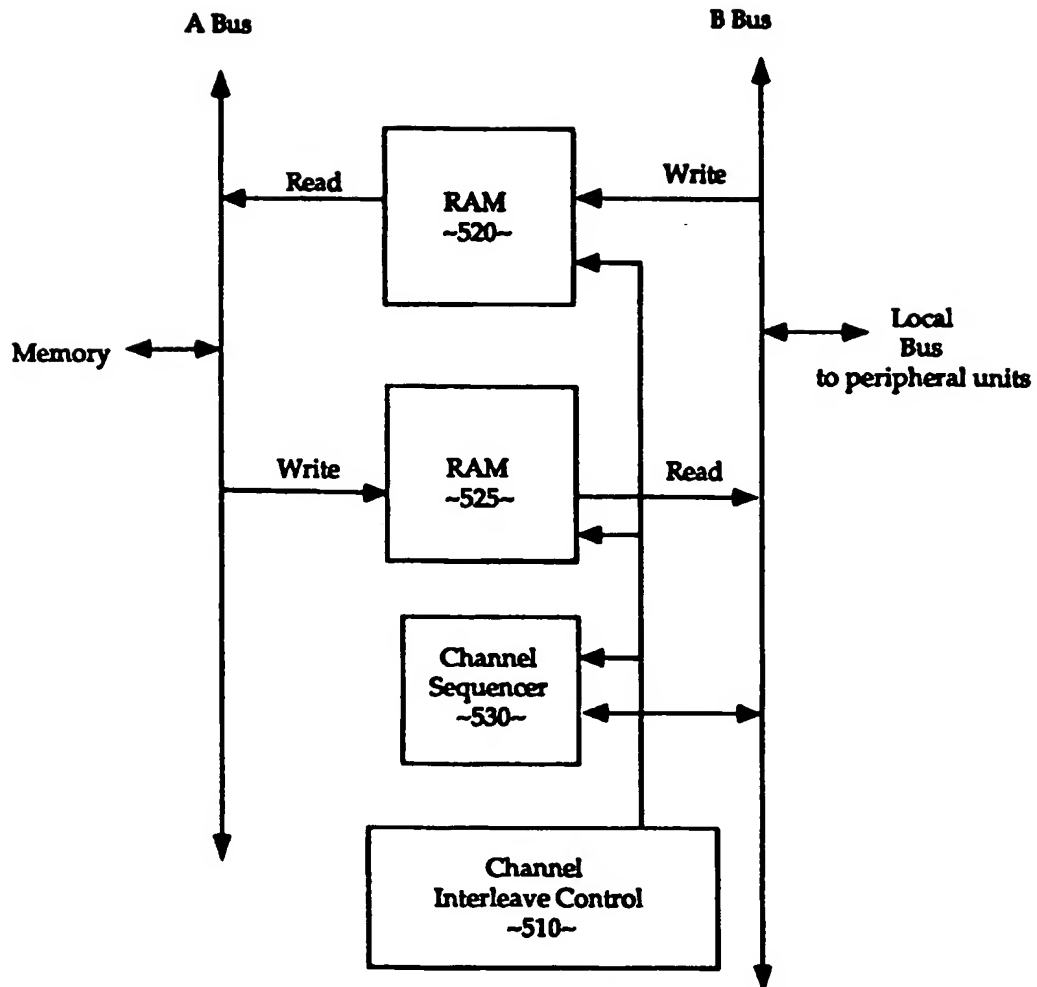 A Bus
B Bus
Read
RAM
~520~
Write
Memory
Local
Bus
to peripheral units
Write
RAM
~525~
Read
Channel
Sequencer
~530~
Channel
Interleave Control
~510~